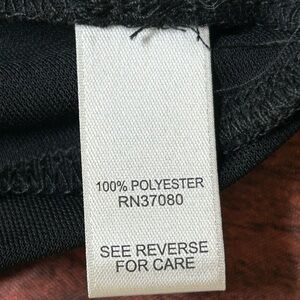 100% POLYESTER
RN37080
SEE REVERSE
FOR CARE